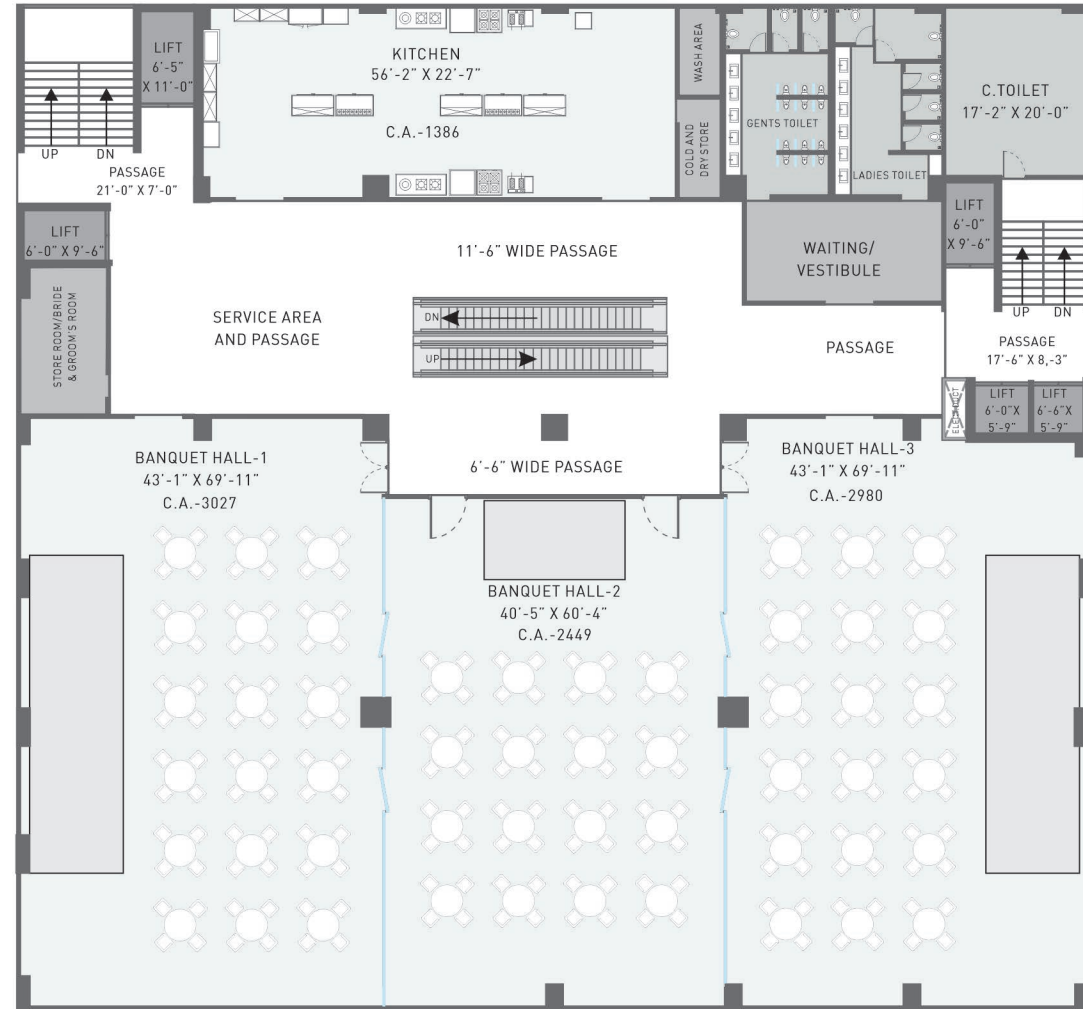 LIFT
6'-5"
X 11'-0"
UP
DN
PASSAGE
21'-0" X 7'-0"
KITCHEN
56'-2" X 22'-7"
C.A.-1386
WASH AREA
COLD AND
DRY STORE
GENTS TOILET
LADIES TOILET
C.TOILET
17'-2" X 20'-0"
LIFT
6'-0" X 9'-6"
STORE ROOM/BRIDE
& GROOM'S ROOM
11'-6" WIDE PASSAGE
SERVICE AREA
AND PASSAGE
DN
UP
WAITING/
VESTIBULE
PASSAGE
LIFT
6'-0"
X 9'-6"
UP
DN
PASSAGE
17'-6" X 8,-3"
LIFT
6'-0"X
5'-9"
LIFT
6'-6"X
5'-9"
BANQUET HALL-1
43'-1" X 69'-11"
C.A.-3027
6'-6" WIDE PASSAGE
BANQUET HALL-3
43'-1" X 69'-11"
C.A.-2980
BANQUET HALL-2
40'-5" X 60'-4"
C.A.-2449